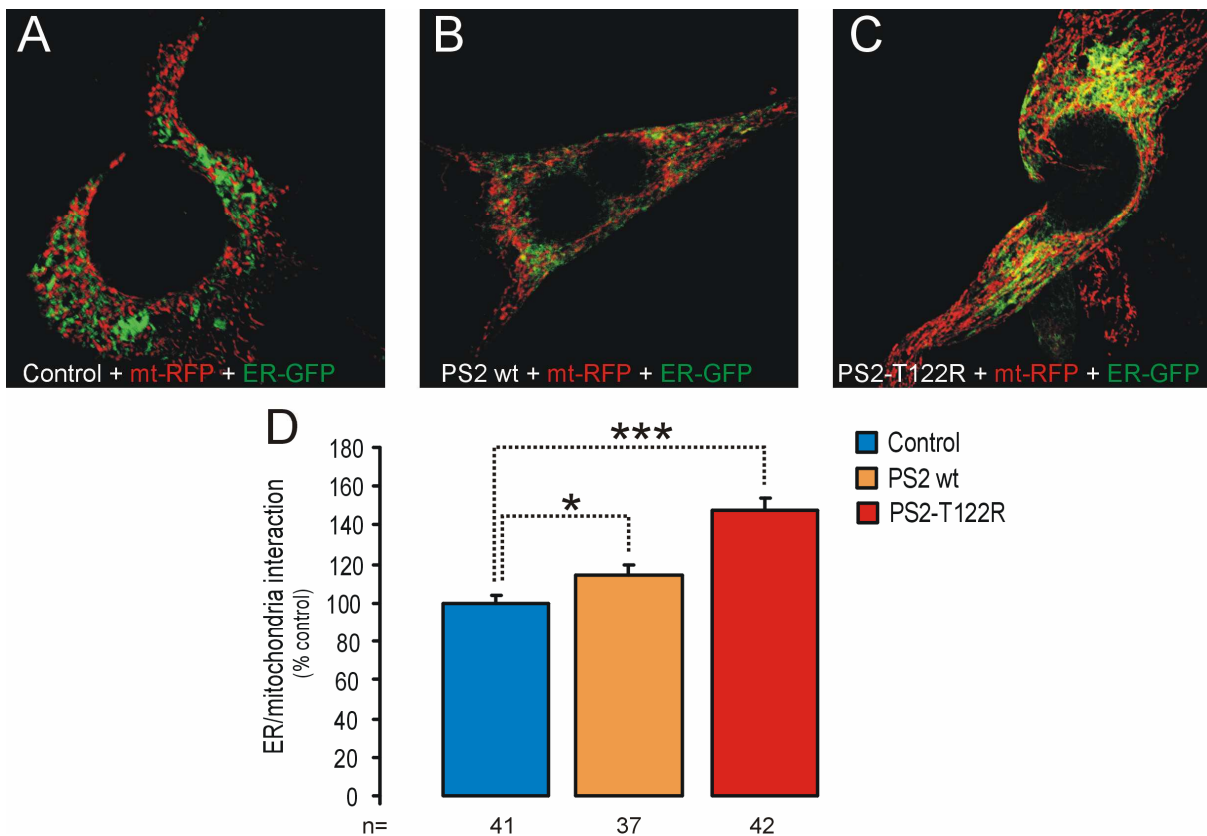 A
B
C
Control + mt-RFP + ER-GFP
PS2 wt + mt-RFP + ER-GFP
PS2-T122R + mt-RFP + ER-GFP
D
ER/mitochondria interaction
(% control)
180
160
140
120
100
80
60
40
20
0
***
*
Control
PS2 wt
PS2-T122R
n= 41 37 42